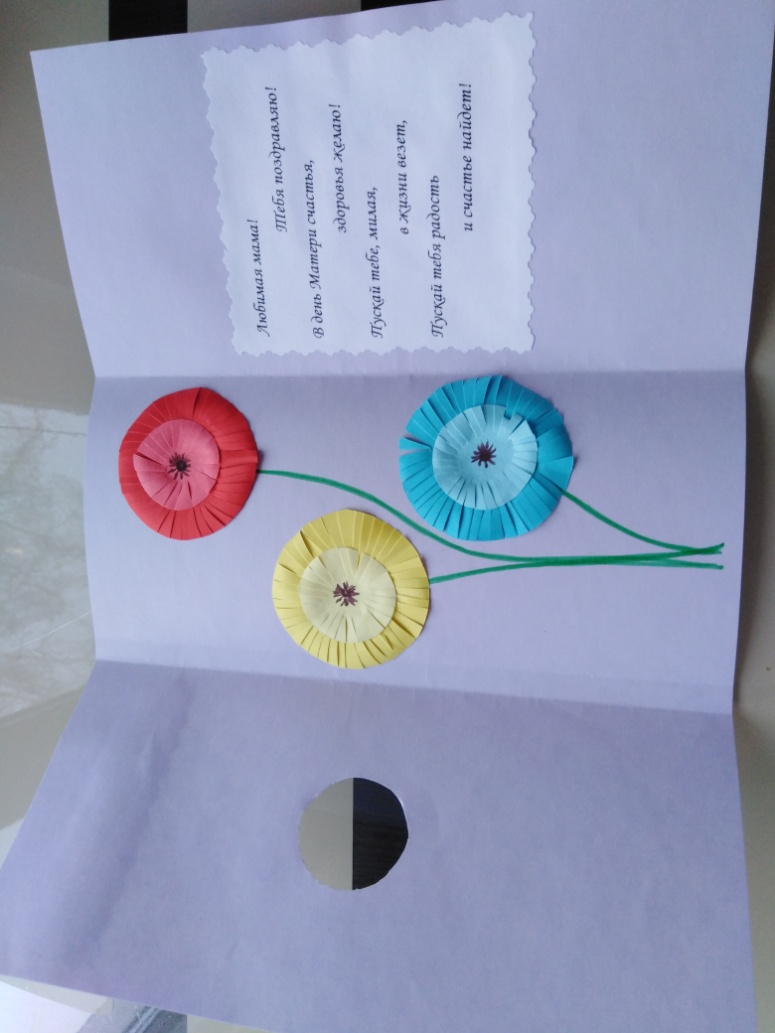 Любимая мама!
Тебя поздравляю!
В день Матери счастья,
здоровья желаю!
Пускай тебе, милая,
в жизни везет,
Пускай тебя радость
и счастье найдет!